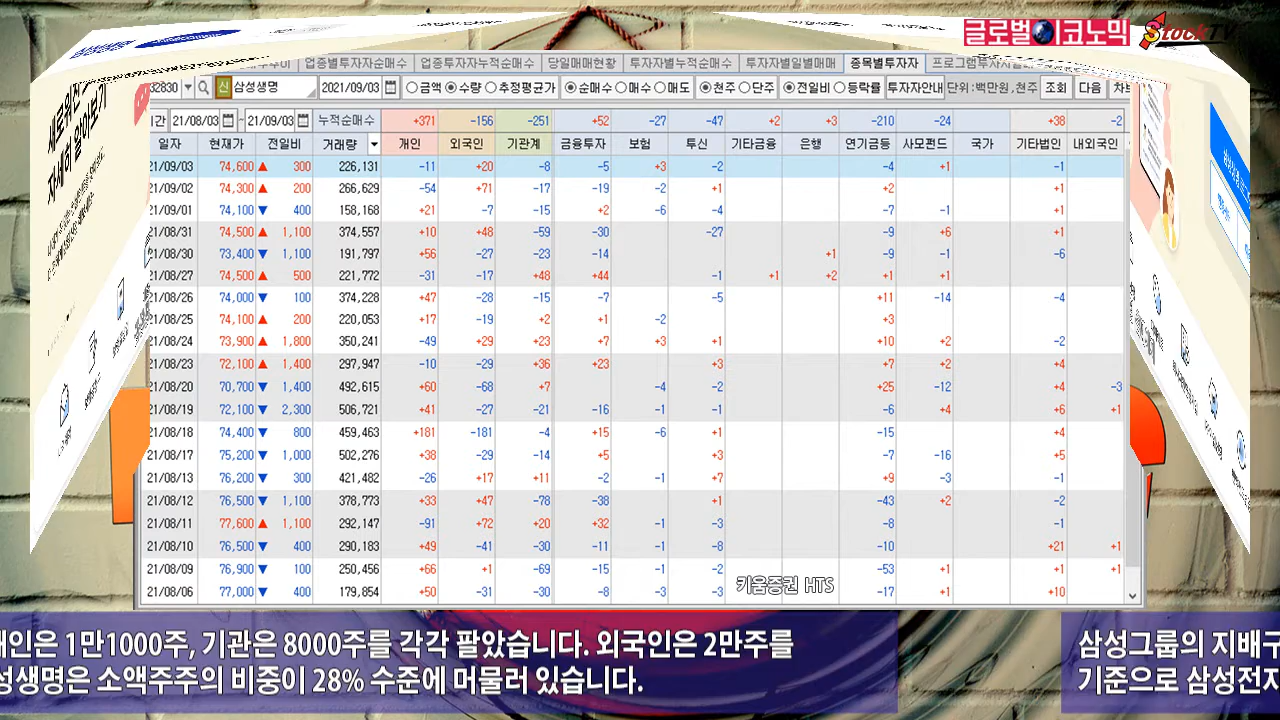 글로벌이코노믹 StockTV
업종별투자자순매수 업종투자자누적순매수 당일매매현황 투자자별누적순매수 투자자별일별매매 종목별투자자
32830 신 삼성생명 2021/09/03 금액 수량 추정평균가 순매수 매수 매도 천주 단주 전일비 등락률 투자자안내 단위:백만원,천주 조회 다음
21/08/03 ~ 21/09/03 누적순매수 +371 -156 -251 +52 -27 -47 +2 +3 -210 -24 +38 -2
일자 현재가 전일비 거래량 개인 외국인 기관계 금융투자 보험 투신 기타금융 은행 연기금등 사모펀드 국가 기타법인 내외국인
21/09/03 74,600 ▲ 300 226,131 -11 +20 -8 -5 +3 -2 -4 +1 -1
21/09/02 74,300 ▲ 200 266,629 -54 +71 -17 -19 -2 +1 +2 +1
21/09/01 74,100 ▼ 400 158,168 +21 -7 -15 +2 -6 -4 -7 -1 +1
21/08/31 74,500 ▲ 1,100 374,557 +10 +48 -59 -30 -27 -9 +6 +1
21/08/30 73,400 ▼ 1,100 191,797 +56 -27 -23 -14 +1 -9 -1 -6
21/08/27 74,500 ▲ 500 221,772 -31 -17 +48 +44 -1 +1 +2 +1 +1
21/08/26 74,000 ▼ 100 374,228 +47 -28 -15 -7 -5 +11 -14 -4
21/08/25 74,100 ▲ 200 220,053 +17 -19 +2 +1 -2 +3
21/08/24 73,900 ▲ 1,800 350,241 -49 +29 +23 +7 +3 +1 +10 +2 -2
21/08/23 72,100 ▲ 1,400 297,947 -10 -29 +36 +23 +3 +7 +2 +4
21/08/20 70,700 ▼ 1,400 492,615 +60 -68 +7 -4 -2 +25 -12 +4 -3
21/08/19 72,100 ▼ 2,300 506,721 +41 -27 -21 -16 -1 -1 -6 +4 +6 +1
21/08/18 74,400 ▼ 800 459,463 +181 -181 -4 +15 -6 +1 -15 +4
21/08/17 75,200 ▼ 1,000 502,276 +38 -29 -14 +5 +3 -7 -16 +5
21/08/13 76,200 ▼ 300 421,482 -26 +17 +11 -2 -1 +7 +9 -3 -1
21/08/12 76,500 ▼ 1,100 378,773 +33 +47 -78 -38 +1 -43 +2 -2
21/08/11 77,600 ▲ 1,100 292,147 -91 +72 +20 +32 -1 -3 -8 -1
21/08/10 76,500 ▼ 400 290,183 +49 -41 -30 -11 -1 -8 -10 +21 +1
21/08/09 76,900 ▼ 100 250,456 +66 +1 -69 -15 -1 -2 -53 +1 +1 +1
21/08/06 77,000 ▼ 400 179,854 +50 -31 -30 -8 -3 -3 -17 +1 +10
키움증권 HTS
개인은 1만1000주, 기관은 8000주를 각각 팔았습니다. 외국인은 2만주를
성생명은 소액주주의 비중이 28% 수준에 머물러 있습니다.
삼성그룹의 지배구
기준으로 삼성전자